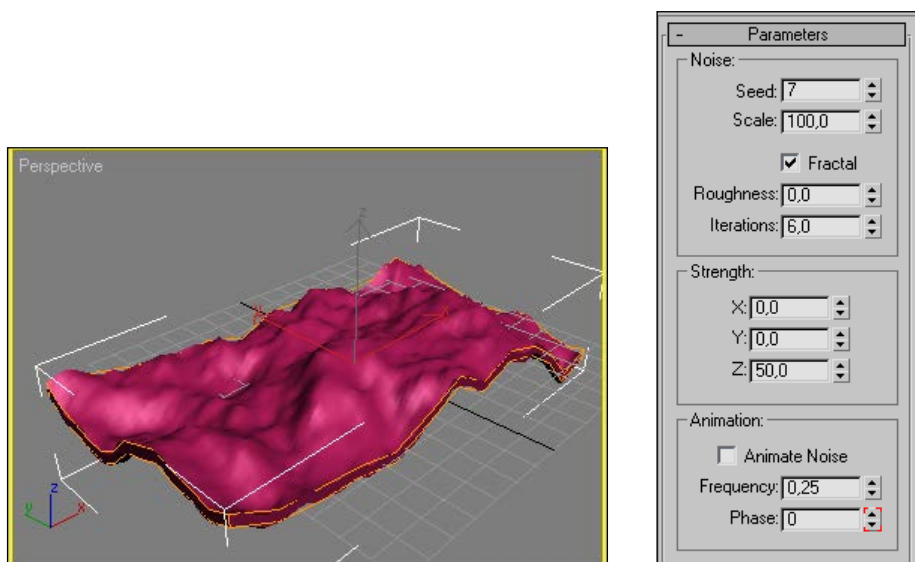 Perspective
z
x
y
z
y
x
- Parameters
Noise:
Seed: 7
Scale: 100,0
Fractal
Roughness: 0,0
Iterations: 6,0
Strength:
X: 0,0
Y: 0,0
Z: 50,0
Animation:
Animate Noise
Frequency: 0,25
Phase: 0